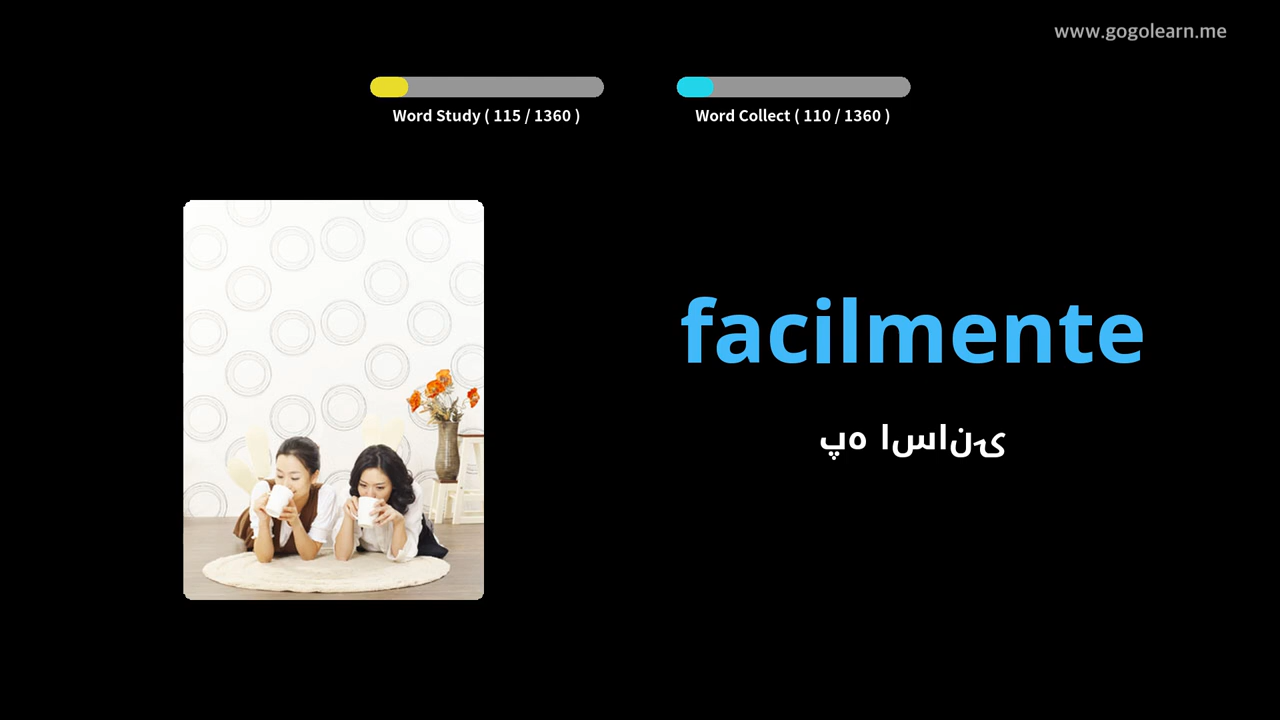 www.gogolearn.me
Word Study ( 115 / 1360 )
Word Collect ( 110 / 1360 )
facilmente
په اسانۍ